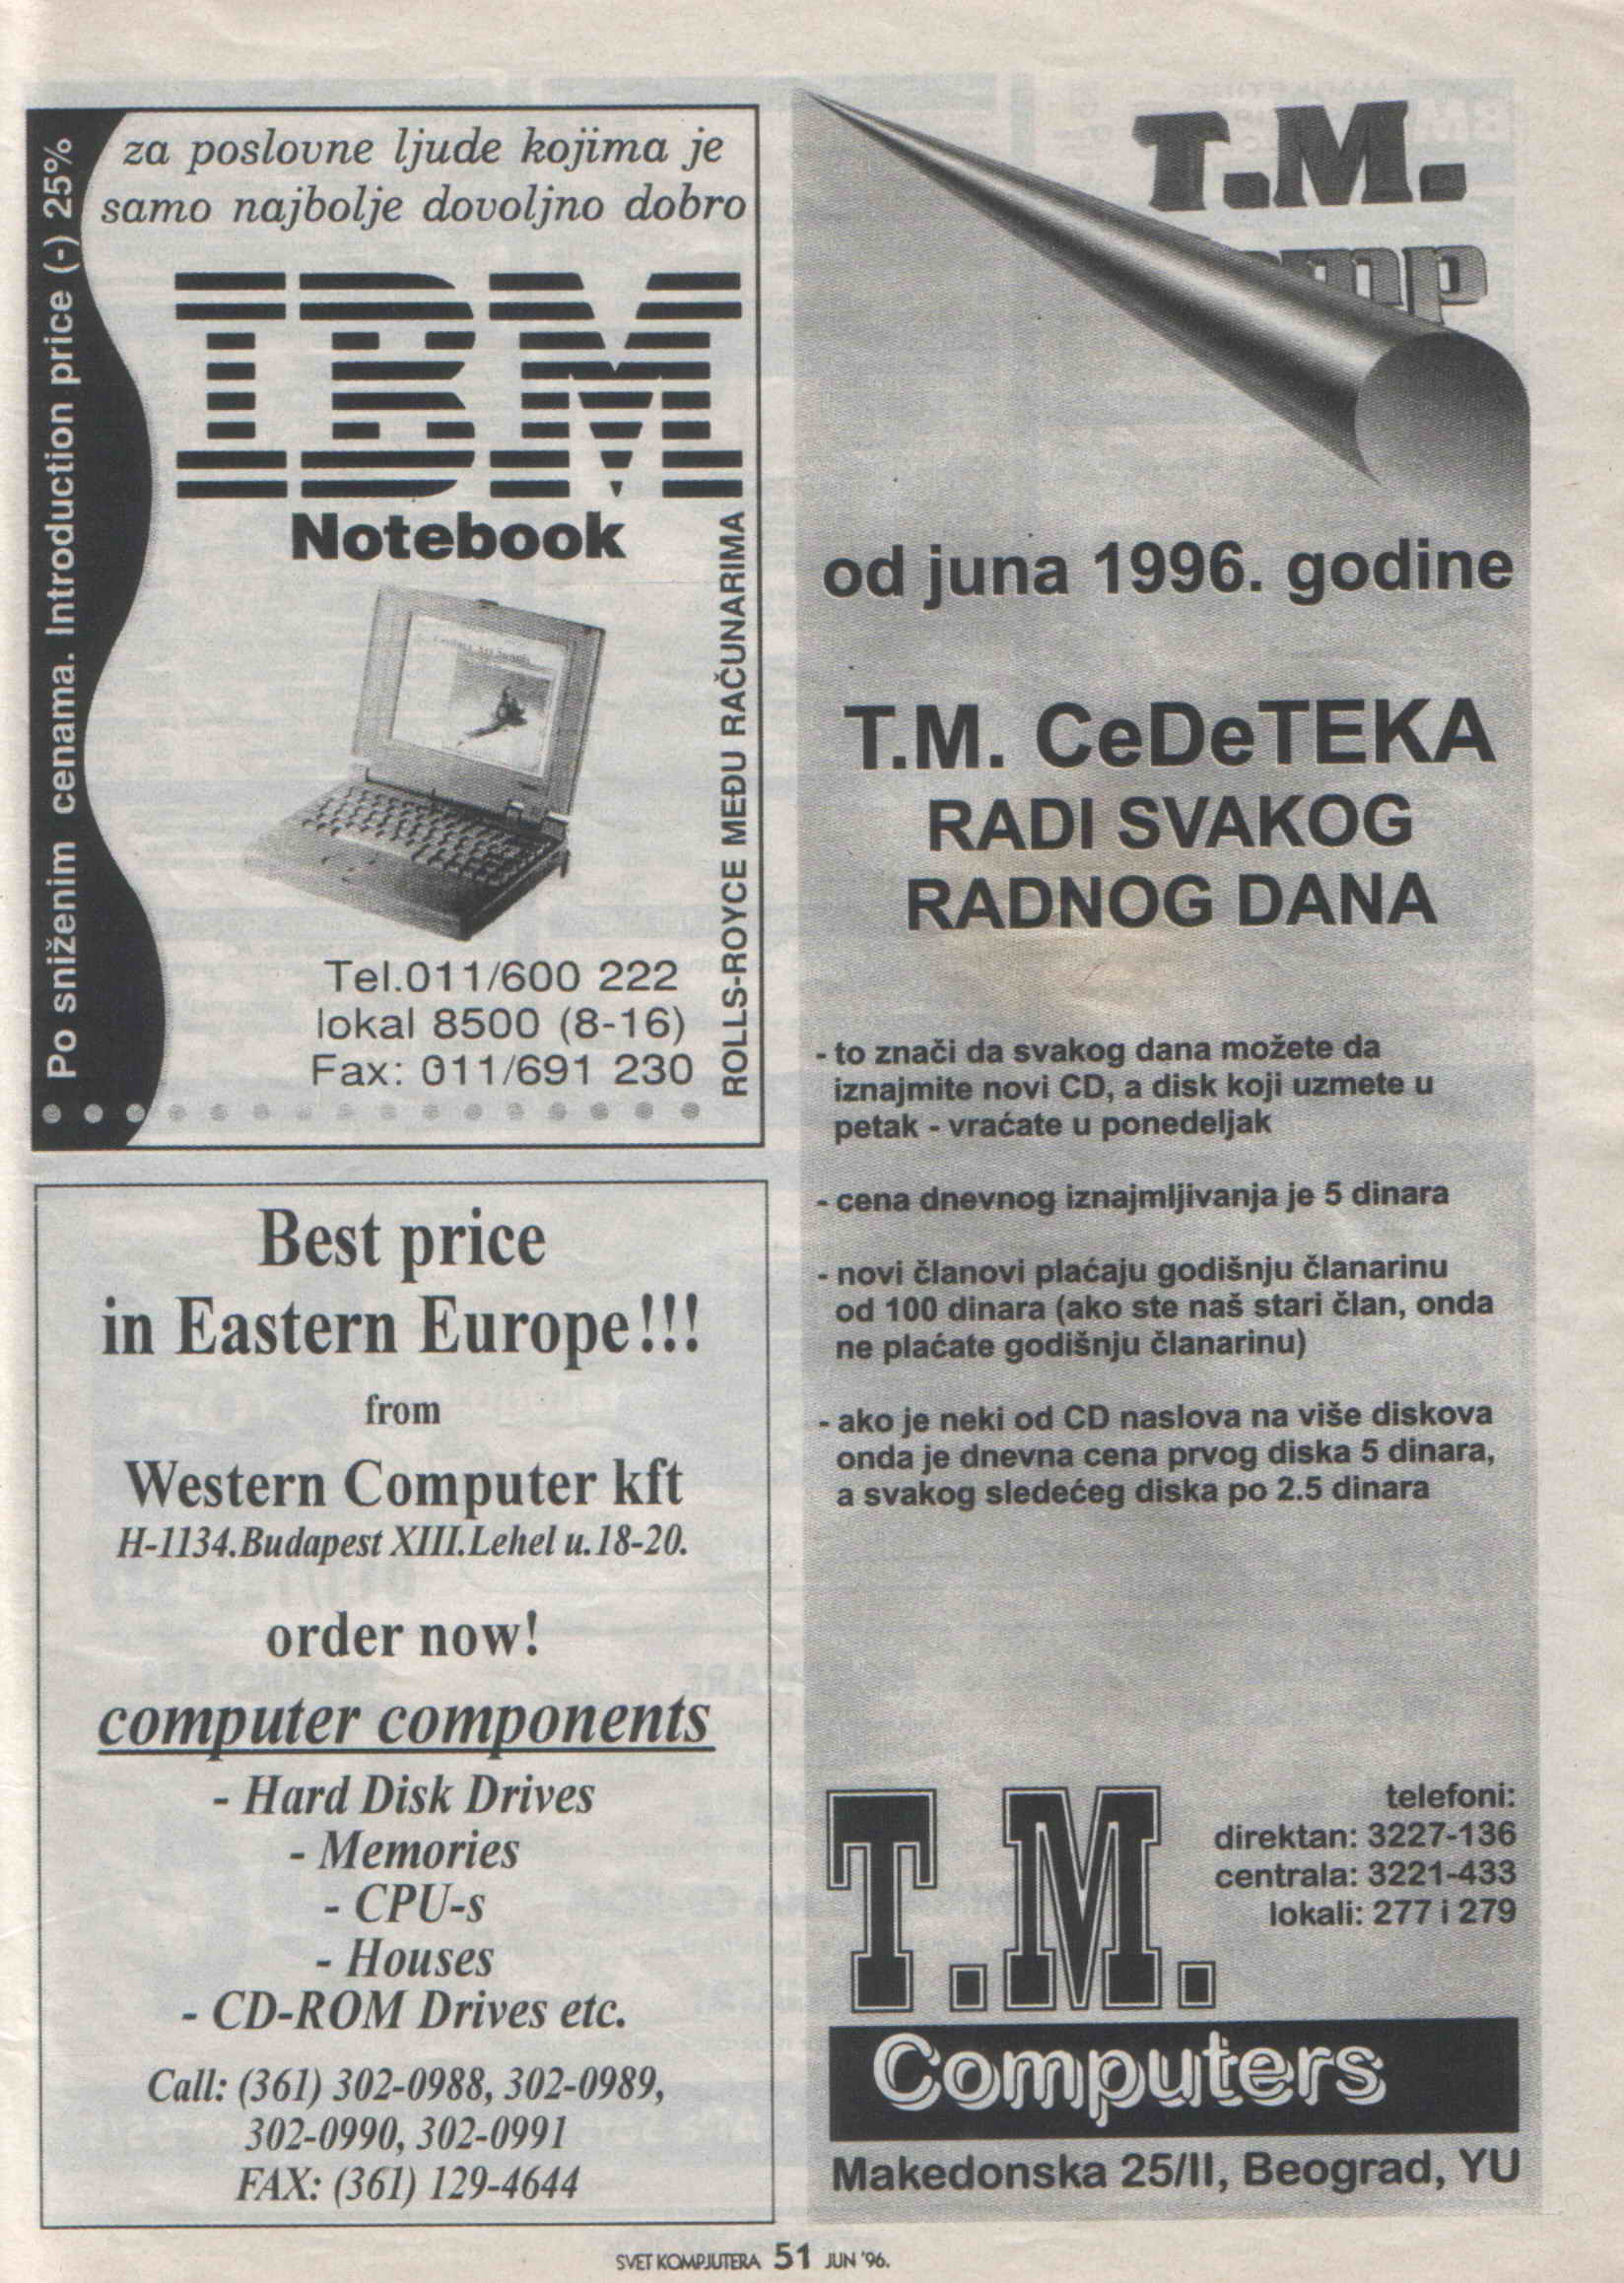 Po sniženim cenama. Introduction price (-) 25%
za poslovne ljude kojima je
samo najbolje dovoljno dobro
IBM
Notebook
ROLLS-ROYCE MEĐU RAČUNARIMA
Tel.011/600 222
lokal 8500 (8-16)
Fax: 011/691 230
Best price
in Eastern Europe!!!
from
Western Computer kft
H-1134.Budapest XIII.Lehel u.18-20.
order now!
computer components
- Hard Disk Drives
- Memories
- CPU-s
- Houses
- CD-ROM Drives etc.
Call: (361) 302-0988, 302-0989,
302-0990, 302-0991
FAX: (361) 129-4644
T.M.
mp
od juna 1996. godine
T.M. CeDeTEKA
RADI SVAKOG
RADNOG DANA
- to znači da svakog dana možete da
iznajmite novi CD, a disk koji uzmete u
petak - vraćate u ponedeljak
- cena dnevnog iznajmljivanja je 5 dinara
- novi članovi plaćaju godišnju članarinu
od 100 dinara (ako ste naš stari član, onda
ne plaćate godišnju članarinu)
- ako je neki od CD naslova na više diskova
onda je dnevna cena prvog diska 5 dinara,
a svakog sledećeg diska po 2.5 dinara
T.M.
telefoni:
direktan: 3227-136
centrala: 3221-433
lokali: 277 i 279
Computers
Makedonska 25/II, Beograd, YU
SVET KOMPJUTERA 51 JUN '96.